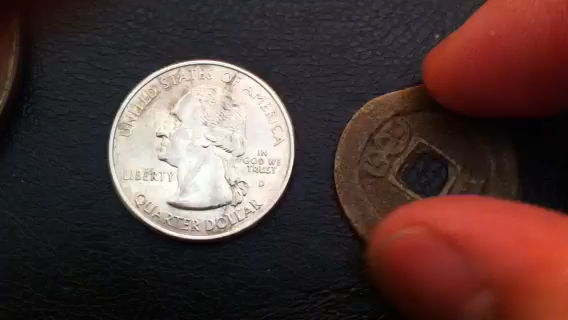 UNITED STATES OF AMERICA
LIBERTY
IN
GOD WE
TRUST
D
QUARTER DOLLAR